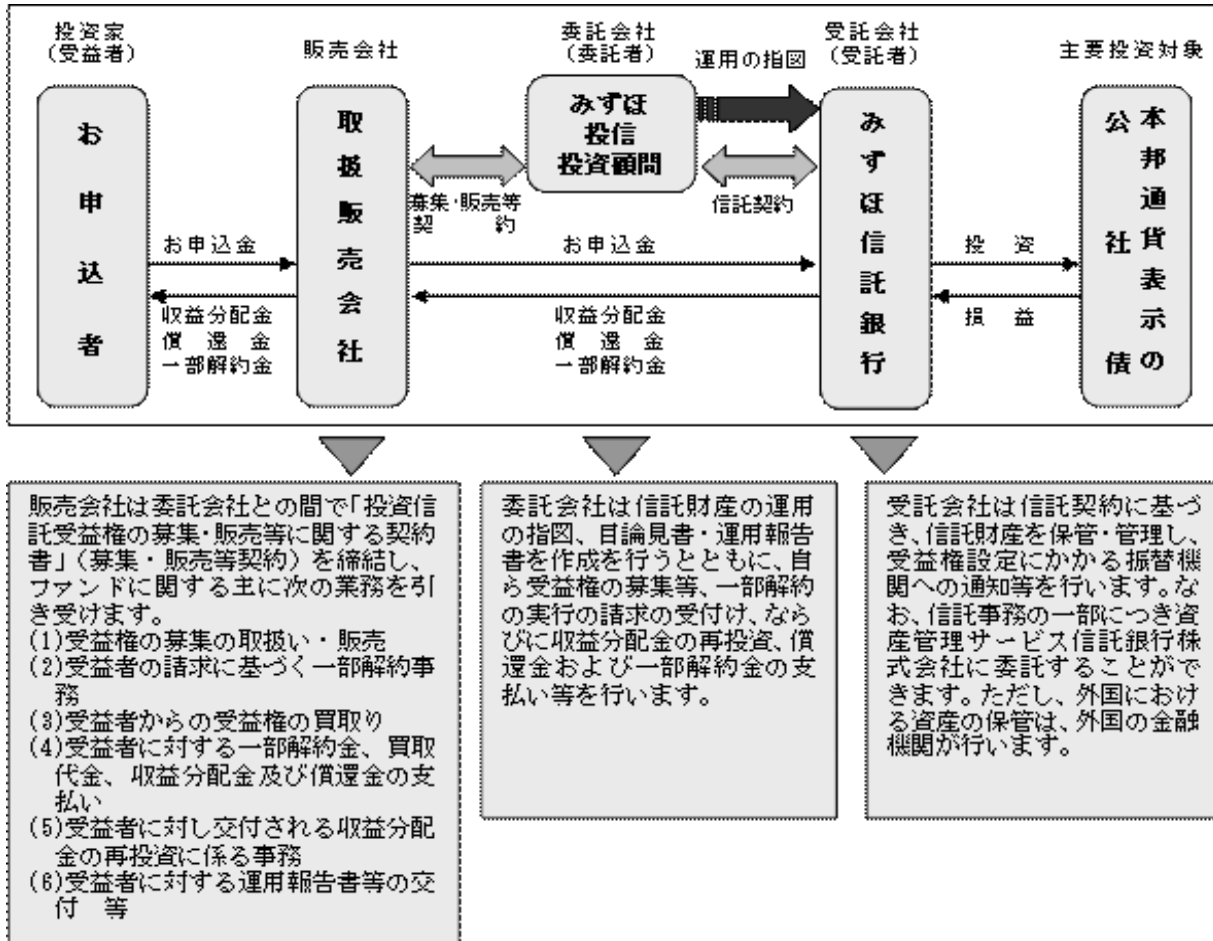 投資家
(受益者)
販売会社
委託会社
(委託者)
運用の指図
受託会社
(受託者)
主要投資対象
お申込者
取扱販売会社
みずほ
投信
投資顧問
みずほ信託銀行
本邦通貨表示の
公社債
募集・販売等
契約
信託契約
お申込金
お申込金
投資
収益分配金
償還金
一部解約金
収益分配金
償還金
一部解約金
損益
販売会社は委託会社との間で「投資信
託受益権の募集・販売等に関する契約
書」(募集・販売等契約)を締結し、
ファンドに関する主に次の業務を引
き受けます。
(1)受益権の募集の取扱い・販売
(2)受益者の請求に基づく一部解約事
務
(3)受益者からの受益権の買取り
(4)受益者に対する一部解約金、買取
代金、収益分配金及び償還金の支
払い
(5)受益者に対し交付される収益分配
金の再投資に係る事務
(6)受益者に対する運用報告書等の交
付 等
委託会社は信託財産の運用
の指図、目論見書・運用報告
書を作成を行うとともに、自
ら受益権の募集等、一部解約
の実行の請求の受付け、なら
びに収益分配金の再投資、償
還金および一部解約金の支
払い等を行います。
受託会社は信託契約に基づ
き、信託財産を保管・管理し、
受益権設定にかかる振替機
関への通知等を行います。な
お、信託事務の一部につき資
産管理サービス信託銀行株
式会社に委託することがで
きます。ただし、外国におけ
る資産の保管は、外国の金融
機関が行います。